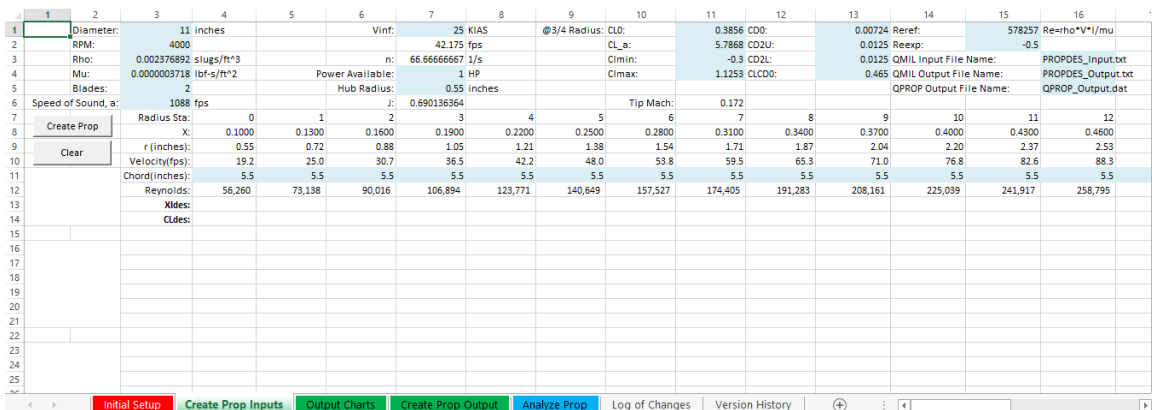 1 2 3 4 5 6 7 8 9 10 11 12 13 14 15 16
1 Diameter: 11 inches Vinf: 25 KIAS @3/4 Radius: CL0: 0.3856 CD0: 0.00724 Reref: 578257 Re=rho*V*l/mu
2 RPM: 4000 42.175 fps CL_a: 5.7868 CD2U: 0.0125 Reexp: -0.5
3 Rho: 0.002376892 slugs/ft^3 n: 66.66666667 1/s Clmin: -0.3 CD2L: 0.0125 QMIL Input File Name: PROPDES_Input.txt
4 Mu: 0.0000003718 lbf-s/ft^2 Power Available: 1 HP Clmax: 1.1253 CLCD0: 0.465 QMIL Output File Name: PROPDES_Output.txt
5 Blades: 2 Hub Radius: 0.55 inches QPROP Output File Name: QPROP_Output.dat
6 Speed of Sound, a: 1088 fps J: 0.690136364 Tip Mach: 0.172
7 Radius Sta: 0 1 2 3 4 5 6 7 8 9 10 11 12
Create Prop
8 X: 0.1000 0.1300 0.1600 0.1900 0.2200 0.2500 0.2800 0.3100 0.3400 0.3700 0.4000 0.4300 0.4600
9 r (inches): 0.55 0.72 0.88 1.05 1.21 1.38 1.54 1.71 1.87 2.04 2.20 2.37 2.53
Clear
10 Velocity(fps): 19.2 25.0 30.7 36.5 42.2 48.0 53.8 59.5 65.3 71.0 76.8 82.6 88.3
11 Chord(inches): 5.5 5.5 5.5 5.5 5.5 5.5 5.5 5.5 5.5 5.5 5.5 5.5 5.5
12 Reynolds: 56,260 73,138 90,016 106,894 123,771 140,649 157,527 174,405 191,283 208,161 225,039 241,917 258,795
13 XIdes:
14 CLdes:
15
16
17
18
19
20
21
22
23
24
25
Initial Setup Create Prop Inputs Output Charts Create Prop Output Analyze Prop Log of Changes Version History